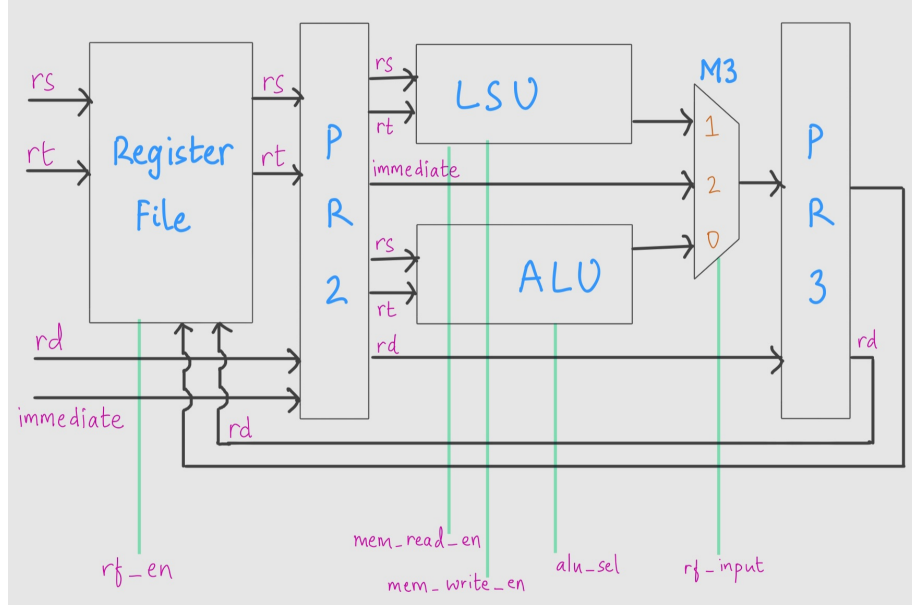 rs
rt
Register
File
rs
rt
rd
immediate
P
R
2
rs
rt
immediate
rs
rt
rd
LSU
ALU
M3
1
2
0
P
R
3
rd
rd
rf_en
mem_read_en
mem_write_en
alu_sel
rf_input